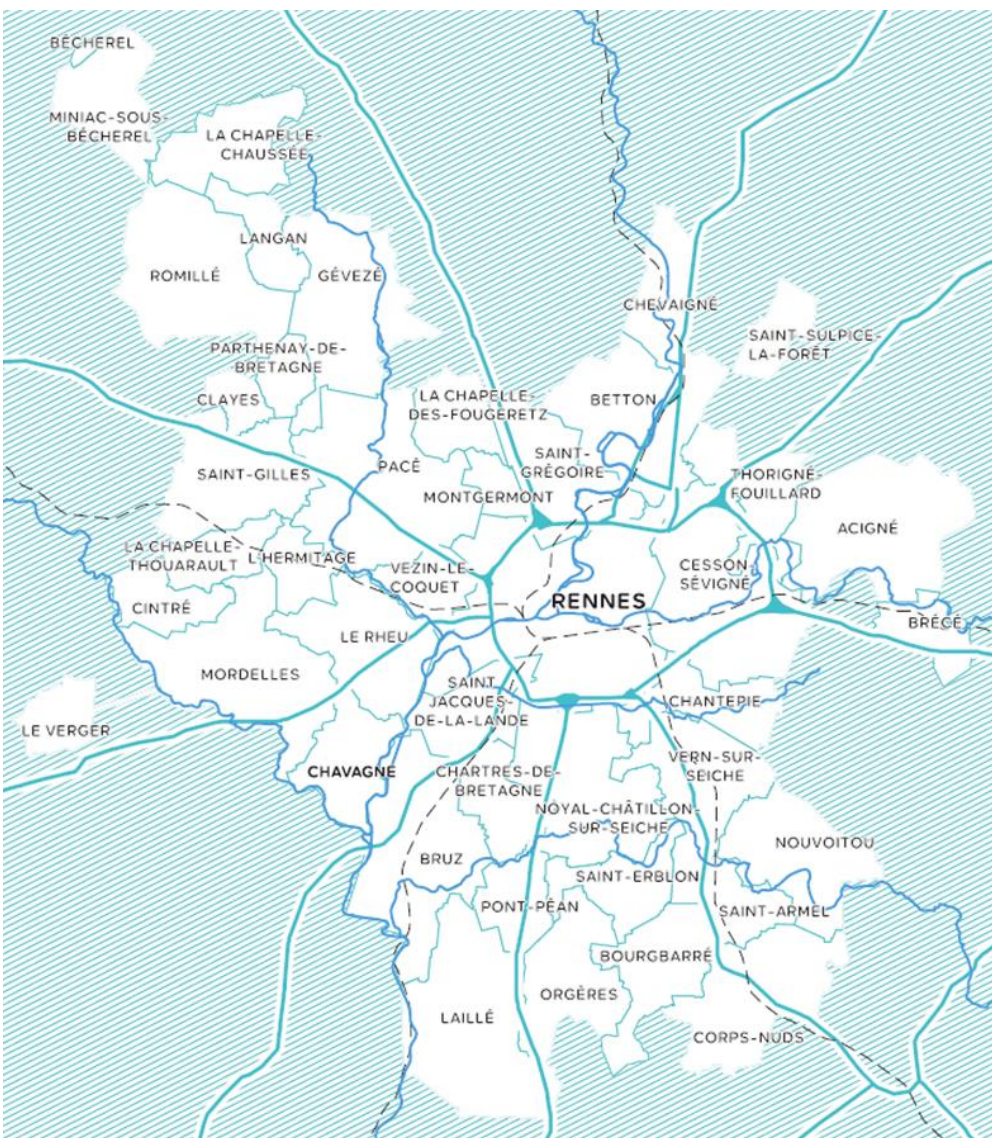 BÉCHEREL
MINIAC-SOUS-
BÉCHEREL
LA CHAPELLE-
CHAUSSÉE
LANGAN
ROMILLÉ
GÉVEZÉ
CHEVAIGNÉ
SAINT-SULPICE-
LA-FORÊT
PARTHENAY-DE-
BRETAGNE
CLAYES
LA CHAPELLE-
DES-FOUGERETZ
BETTON
SAINT-
GRÉGOIRE
PACÉ
SAINT-GILLES
MONTGERMONT
THORIGNÉ-
FOUILLARD
ACIGNÉ
LA CHAPELLE-
THOUARAULT
L'HERMITAGE
VEZIN-LE-
COQUET
CESSON-
SÉVIGNÉ
CINTRÉ
RENNES
BRÉCÉ
LE RHEU
MORDELLES
SAINT
JACQUES-
DE-LA-LANDE
CHANTEPIE
LE VERGER
CHAVAGNE
CHARTRES-DE-
BRETAGNE
VERN-SUR-
SEICHE
NOYAL-CHÂTILLON-
SUR-SEICHE
NOUVOITOU
BRUZ
SAINT-ERBLON
PONT-PÉAN
SAINT-ARMEL
BOURGBARRÉ
ORGÈRES
LAILLÉ
CORPS-NUDS